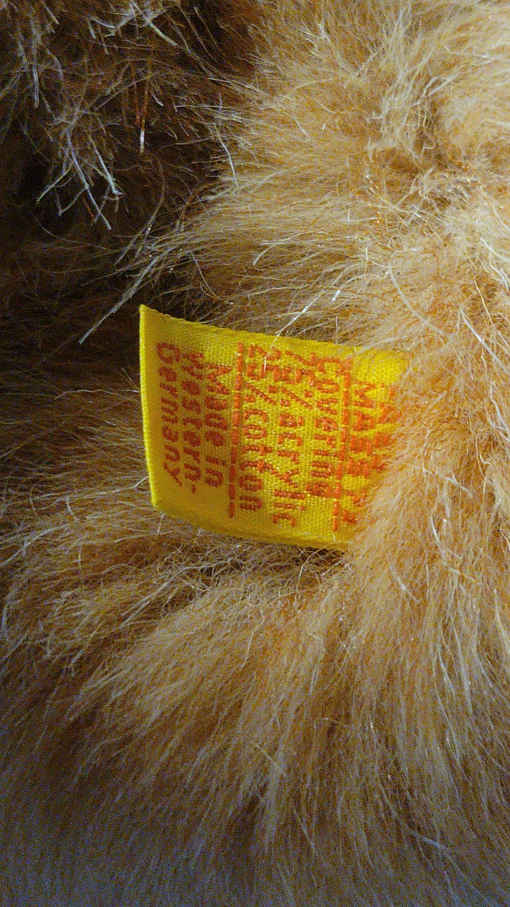 Covering
75%acrylic
25%cotton
Made in
Western-
Germany